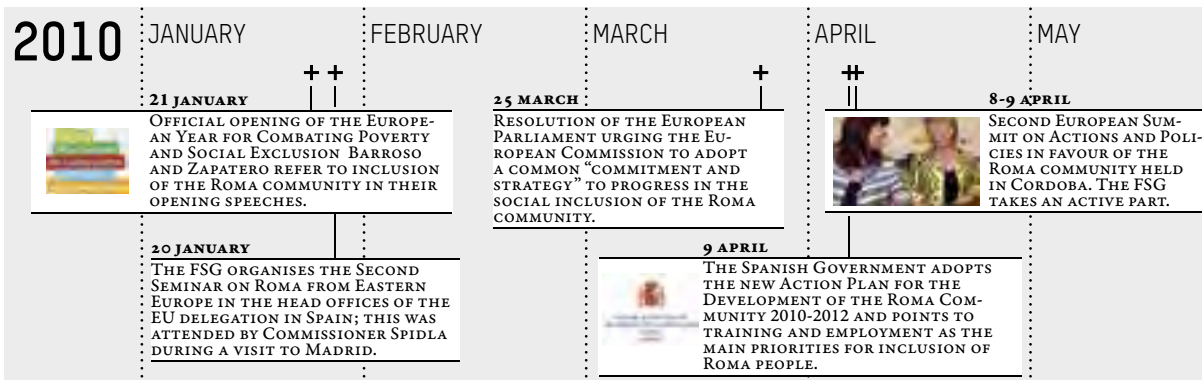 2010
JANUARY
FEBRUARY
MARCH
APRIL
MAY
21 JANUARY
OFFICIAL OPENING OF THE EUROPE-
AN YEAR FOR COMBATING POVERTY
AND SOCIAL EXCLUSION BARROSO
AND ZAPATERO REFER TO INCLUSION
OF THE ROMA COMMUNITY IN THEIR
OPENING SPEECHES.
20 JANUARY
THE FSG ORGANISES THE SECOND
SEMINAR ON ROMA FROM EASTERN
EUROPE IN THE HEAD OFFICES OF THE
EU DELEGATION IN SPAIN; THIS WAS
ATTENDED BY COMMISSIONER SPIDLA
DURING A VISIT TO MADRID.
25 MARCH
RESOLUTION OF THE EUROPEAN
PARLIAMENT URGING THE EU-
ROPEAN COMMISSION TO ADOPT
A COMMON “COMMITMENT AND
STRATEGY” TO PROGRESS IN THE
SOCIAL INCLUSION OF THE ROMA
COMMUNITY.
9 APRIL
THE SPANISH GOVERNMENT ADOPTS
THE NEW ACTION PLAN FOR THE
DEVELOPMENT OF THE ROMA COM-
MUNITY 2010-2012 AND POINTS TO
TRAINING AND EMPLOYMENT AS THE
MAIN PRIORITIES FOR INCLUSION OF
ROMA PEOPLE.
8-9 APRIL
SECOND EUROPEAN SUM-
MIT ON ACTIONS AND POLI-
CIES IN FAVOUR OF THE
ROMA COMMUNITY HELD
IN CORDOBA. THE FSG
TAKES AN ACTIVE PART.